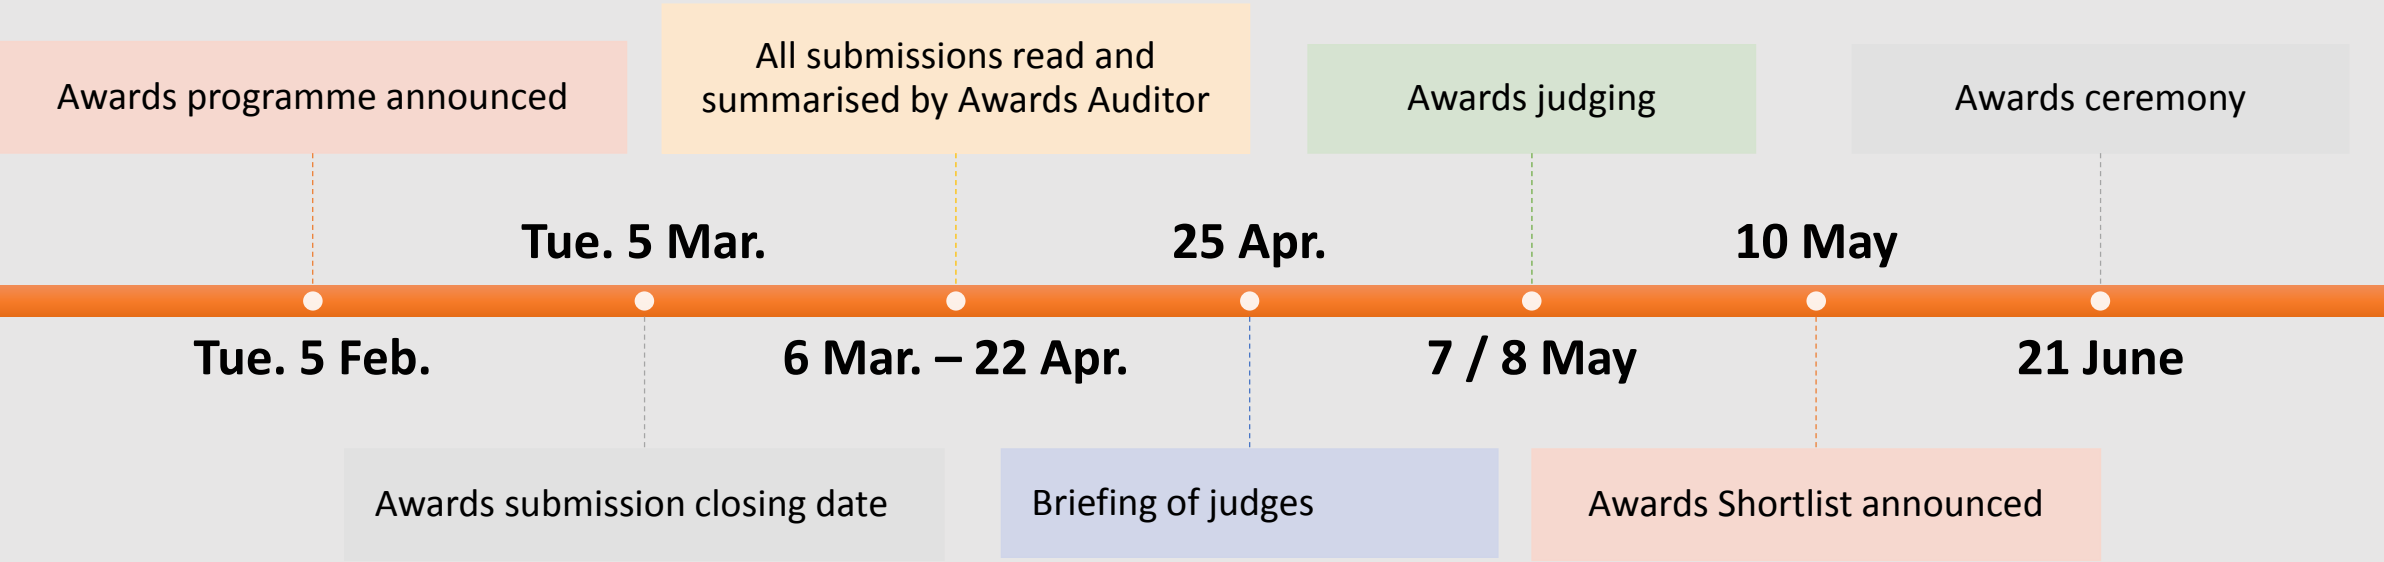 Awards programme announced
All submissions read and
summarised by Awards Auditor
Awards judging
Awards ceremony
Tue. 5 Mar.
25 Apr.
10 May
Tue. 5 Feb.
6 Mar. – 22 Apr.
7 / 8 May
21 June
Awards submission closing date
Briefing of judges
Awards Shortlist announced